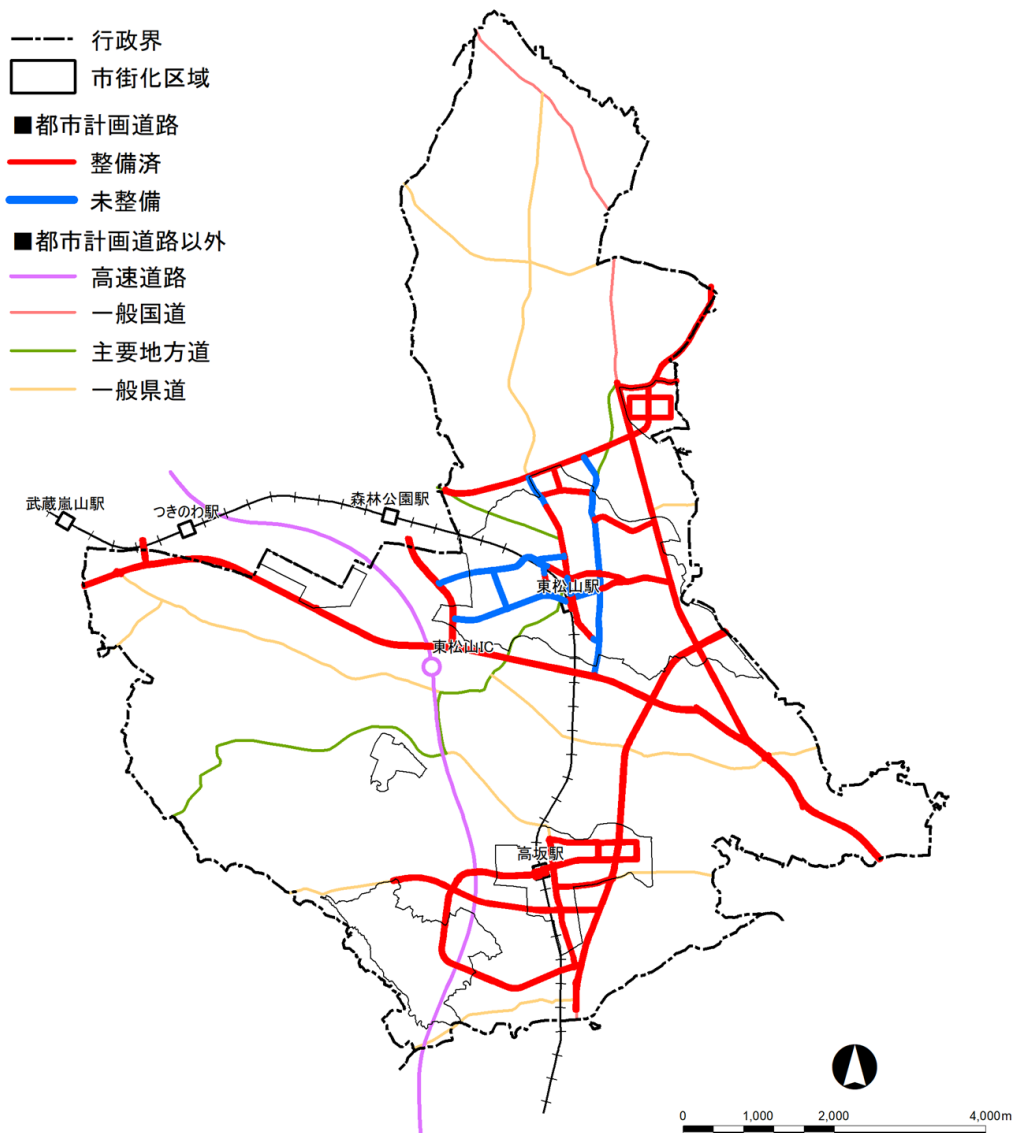 行政界
市街化区域
■都市計画道路
整備済
未整備
■都市計画道路以外
高速道路
一般国道
主要地方道
一般県道
武蔵嵐山駅
つきのわ駅
森林公園駅
東松山駅
東松山IC
高坂駅
0 1,000 2,000 4,000m